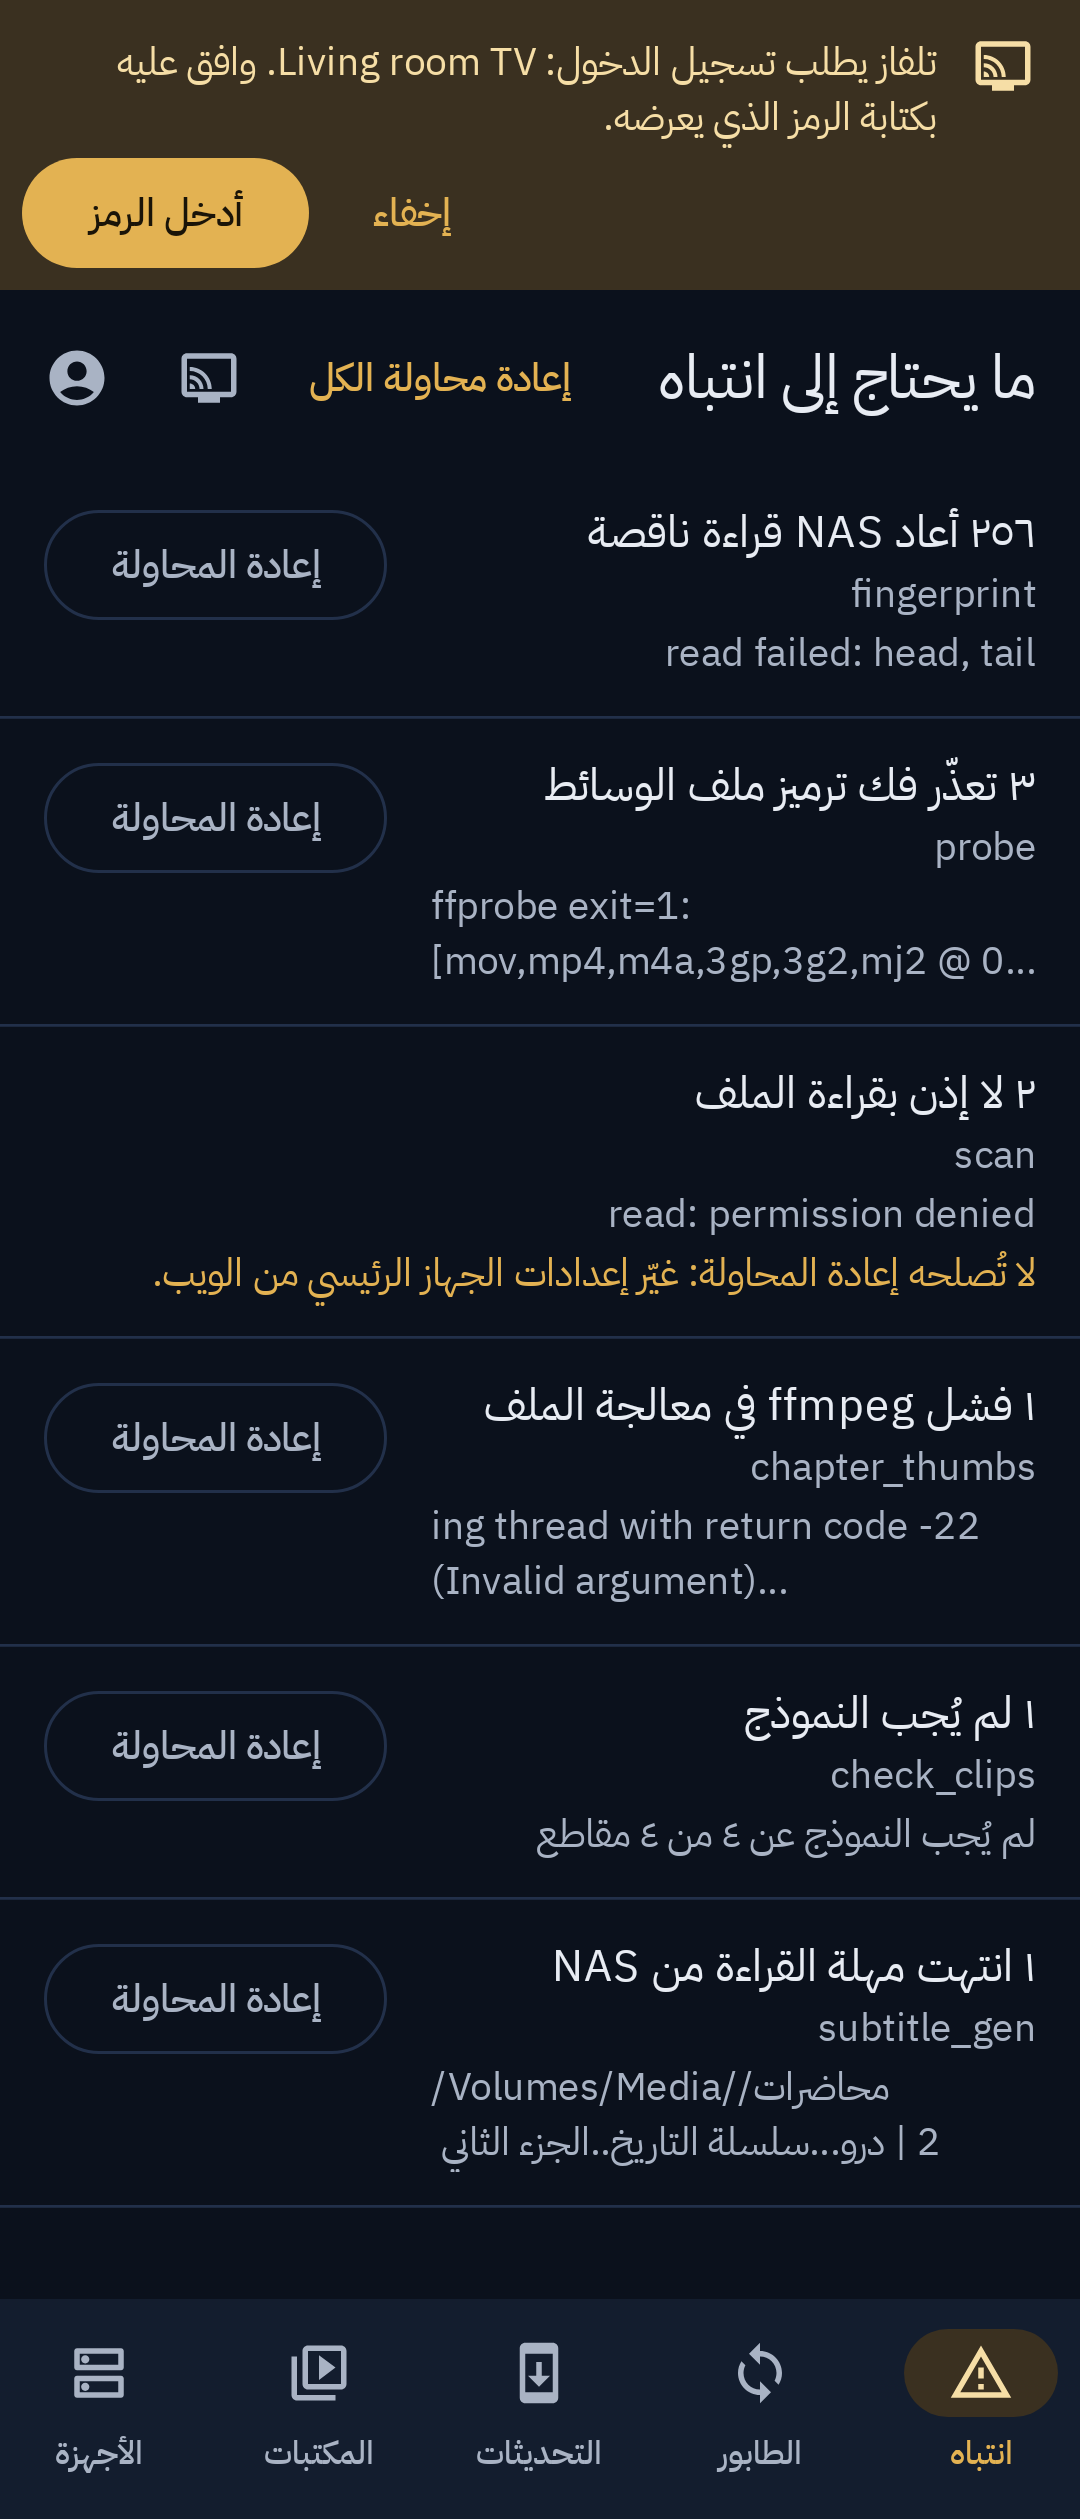 تلفاز يطلب تسجيل الدخول: Living room TV. وافق عليه
بكتابة الرمز الذي يعرضه.
إخفاء
أدخل الرمز
ما يحتاج إلى انتباه
إعادة محاولة الكل
٢٥٦ أعاد NAS قراءة ناقصة
إعادة المحاولة
fingerprint
read failed: head, tail
٣ تعذّر فك ترميز ملف الوسائط
إعادة المحاولة
probe
ffprobe exit=1:
[mov,mp4,m4a,3gp,3g2,mj2 @ 0...
٢ لا إذن بقراءة الملف
scan
read: permission denied
لا تُصلحه إعادة المحاولة: غيّر إعدادات الجهاز الرئيسي من الويب.
١ فشل ffmpeg في معالجة الملف
إعادة المحاولة
chapter_thumbs
ing thread with return code -22
(Invalid argument)...
١ لم يُجب النموذج
إعادة المحاولة
check_clips
لم يُجب النموذج عن ٤ من ٤ مقاطع
١ انتهت مهلة القراءة من NAS
إعادة المحاولة
subtitle_gen
/Volumes/Media//محاضرات
2 | درو...سلسلة التاريخ..الجزء الثاني
انتباه
الطابور
التحديثات
المكتبات
الأجهزة